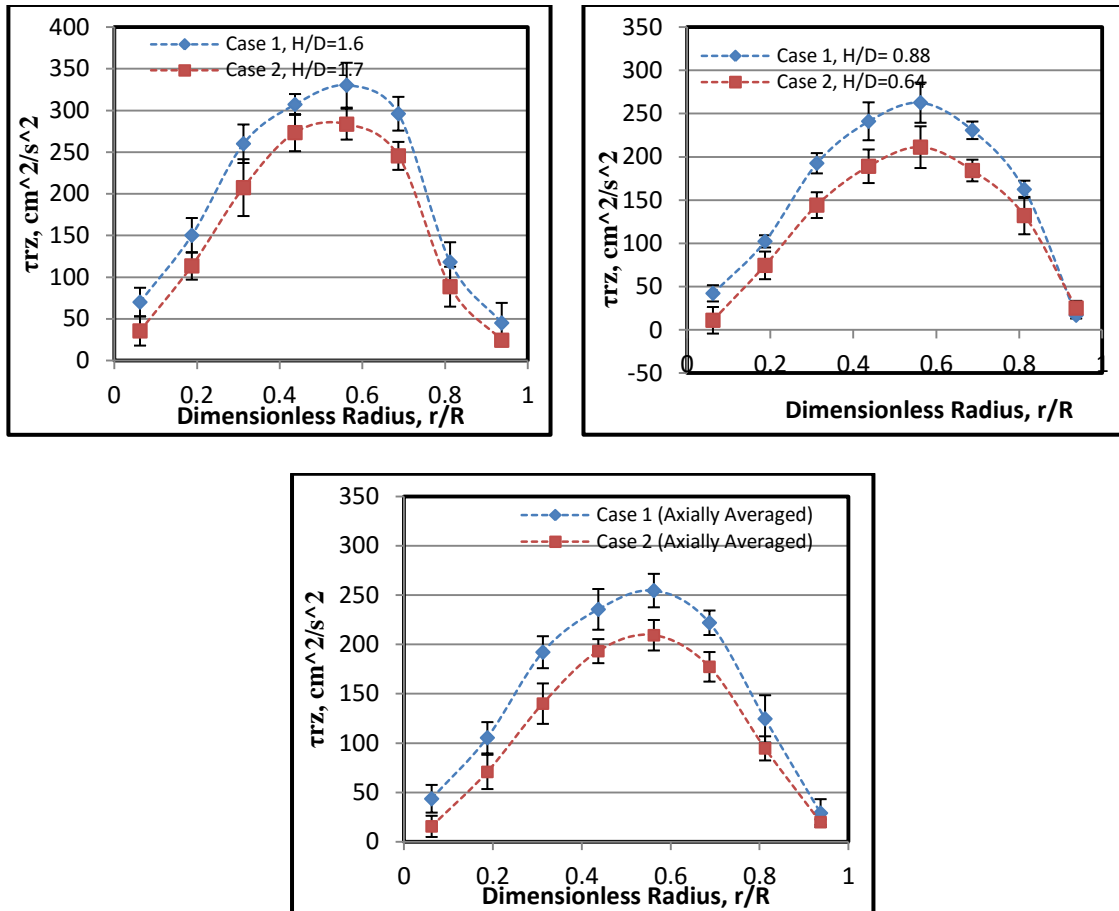 400
350
300
250
200
150
100
50
0
τrz, cm^2/s^2
Case 1, H/D=1.6
Case 2, H/D=1.7
0 0.2 0.4 0.6 0.8 1
Dimensionless Radius, r/R
350
300
250
200
150
100
50
0
-50
τrz, cm^2/s^2
Case 1, H/D= 0.88
Case 2, H/D=0.64
0 0.2 0.4 0.6 0.8 1
Dimensionless Radius, r/R
350
300
250
200
150
100
50
0
τrz, cm^2/s^2
Case 1 (Axially Averaged)
Case 2 (Axially Averaged)
0 0.2 0.4 0.6 0.8 1
Dimensionless Radius, r/R